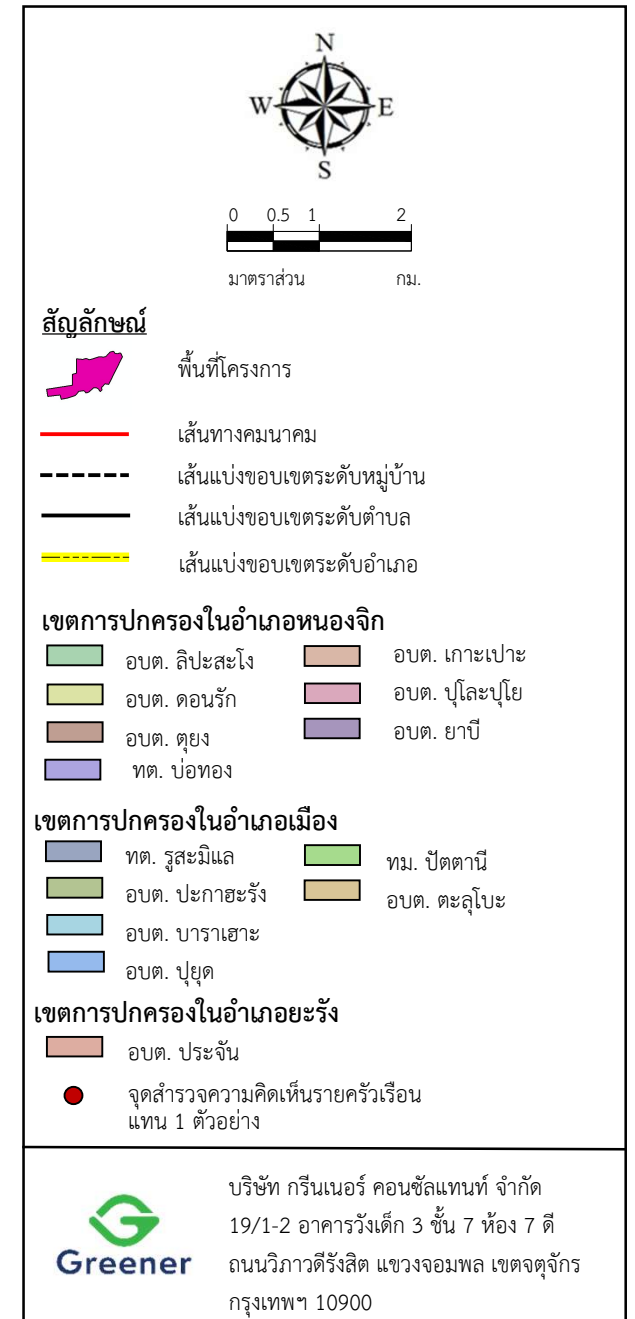 N
W E
S
0 0.5 1 2
มาตราส่วน กม.
สัญลักษณ์
พื้นที่โครงการ
เส้นทางคมนาคม
เส้นแบ่งขอบเขตระดับหมู่บ้าน
เส้นแบ่งขอบเขตระดับตำบล
เส้นแบ่งขอบเขตระดับอำเภอ
เขตการปกครองในอำเภอหนองจิก
อบต. ลิปะสะโง อบต. เกาะเปาะ
อบต. ดอนรัก อบต. ปุโละปุโย
อบต. ตุยง อบต. ยาบี
ทต. บ่อทอง
เขตการปกครองในอำเภอเมือง
ทต. รูสะมิแล ทม. ปัตตานี
อบต. ปะกาฮะรัง อบต. ตะลุโบะ
อบต. บาราเฮาะ
อบต. ปุยุด
เขตการปกครองในอำเภอยะรัง
อบต. ประจัน
จุดสำรวจความคิดเห็นรายครัวเรือน
แทน 1 ตัวอย่าง
บริษัท กรีนเนอร์ คอนซัลแทนท์ จำกัด
19/1-2 อาคารวังเด็ก 3 ชั้น 7 ห้อง 7 ดี
Greener ถนนวิภาวดีรังสิต แขวงจอมพล เขตจตุจักร
กรุงเทพฯ 10900